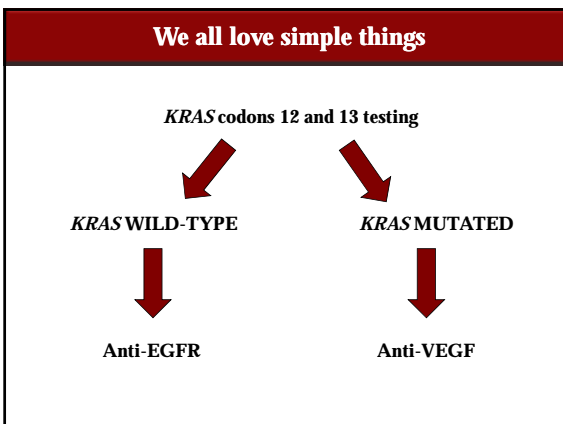 We all love simple things
KRAS codons 12 and 13 testing
KRAS WILD-TYPE
KRAS MUTATED
Anti-EGFR
Anti-VEGF